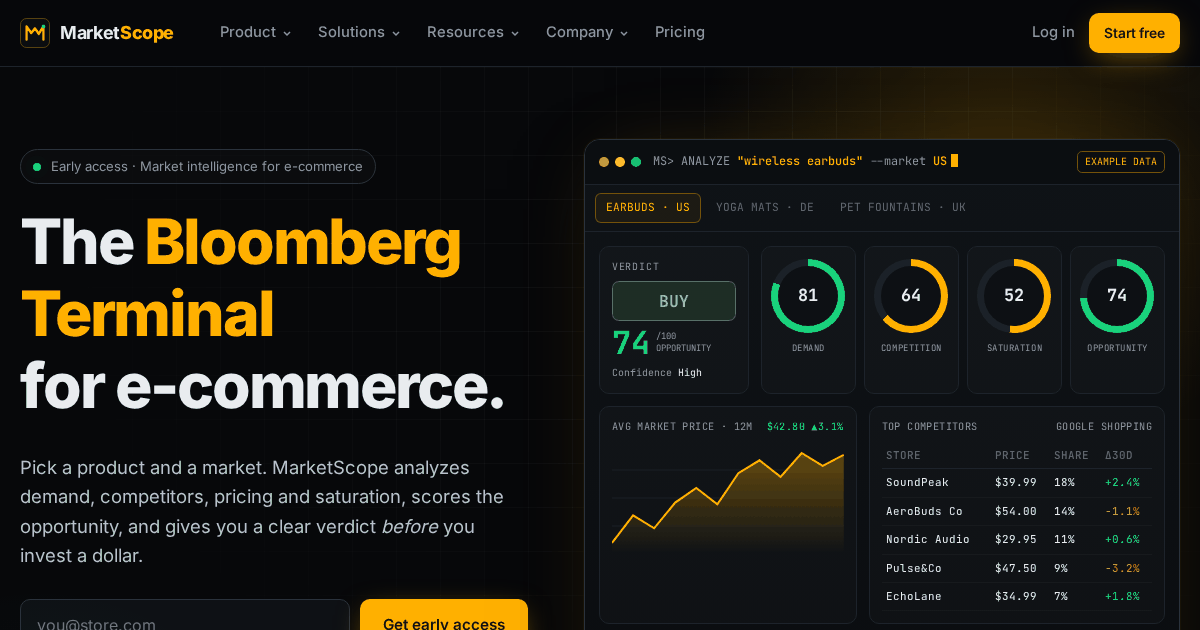 MarketScope
Product
Solutions
Resources
Company
Pricing
Log in
Start free
Early access · Market intelligence for e-commerce
The Bloomberg
Terminal
for e-commerce.
Pick a product and a market. MarketScope analyzes
demand, competitors, pricing and saturation, scores the
opportunity, and gives you a clear verdict before you
invest a dollar.
you@store.com
Get early access
MS> ANALYZE "wireless earbuds" --market US
EXAMPLE DATA
EARBUDS · US
YOGA MATS · DE
PET FOUNTAINS · UK
VERDICT
BUY
74 /100
OPPORTUNITY
Confidence High
81
DEMAND
64
COMPETITION
52
SATURATION
74
OPPORTUNITY
AVG MARKET PRICE · 12M $42.80 ▲3.1%
TOP COMPETITORS GOOGLE SHOPPING
STORE PRICE SHARE Δ30D
SoundPeak $39.99 18% +2.4%
AeroBuds Co $54.00 14% -1.1%
Nordic Audio $29.95 11% +0.6%
Pulse&Co $47.50 9% -3.2%
EchoLane $34.99 7% +1.8%